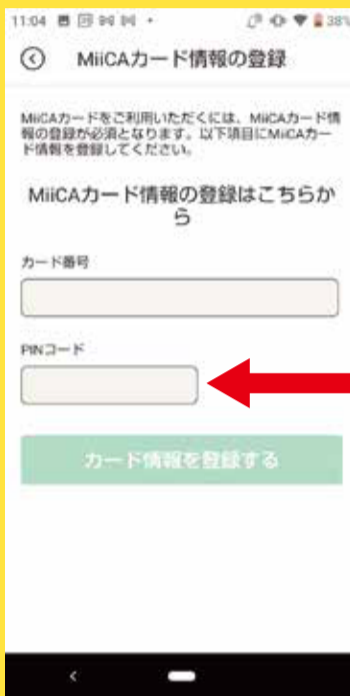 11:04
38%
MiiCAカード情報の登録
MiiCAカードをご利用いただくには、MiiCAカード情
報の登録が必須となります。以下項目にMiiCAカー
ド情報を登録してください。
MiiCAカード情報の登録はこちらか
ら
カード番号
PINコード
カード情報を登録する